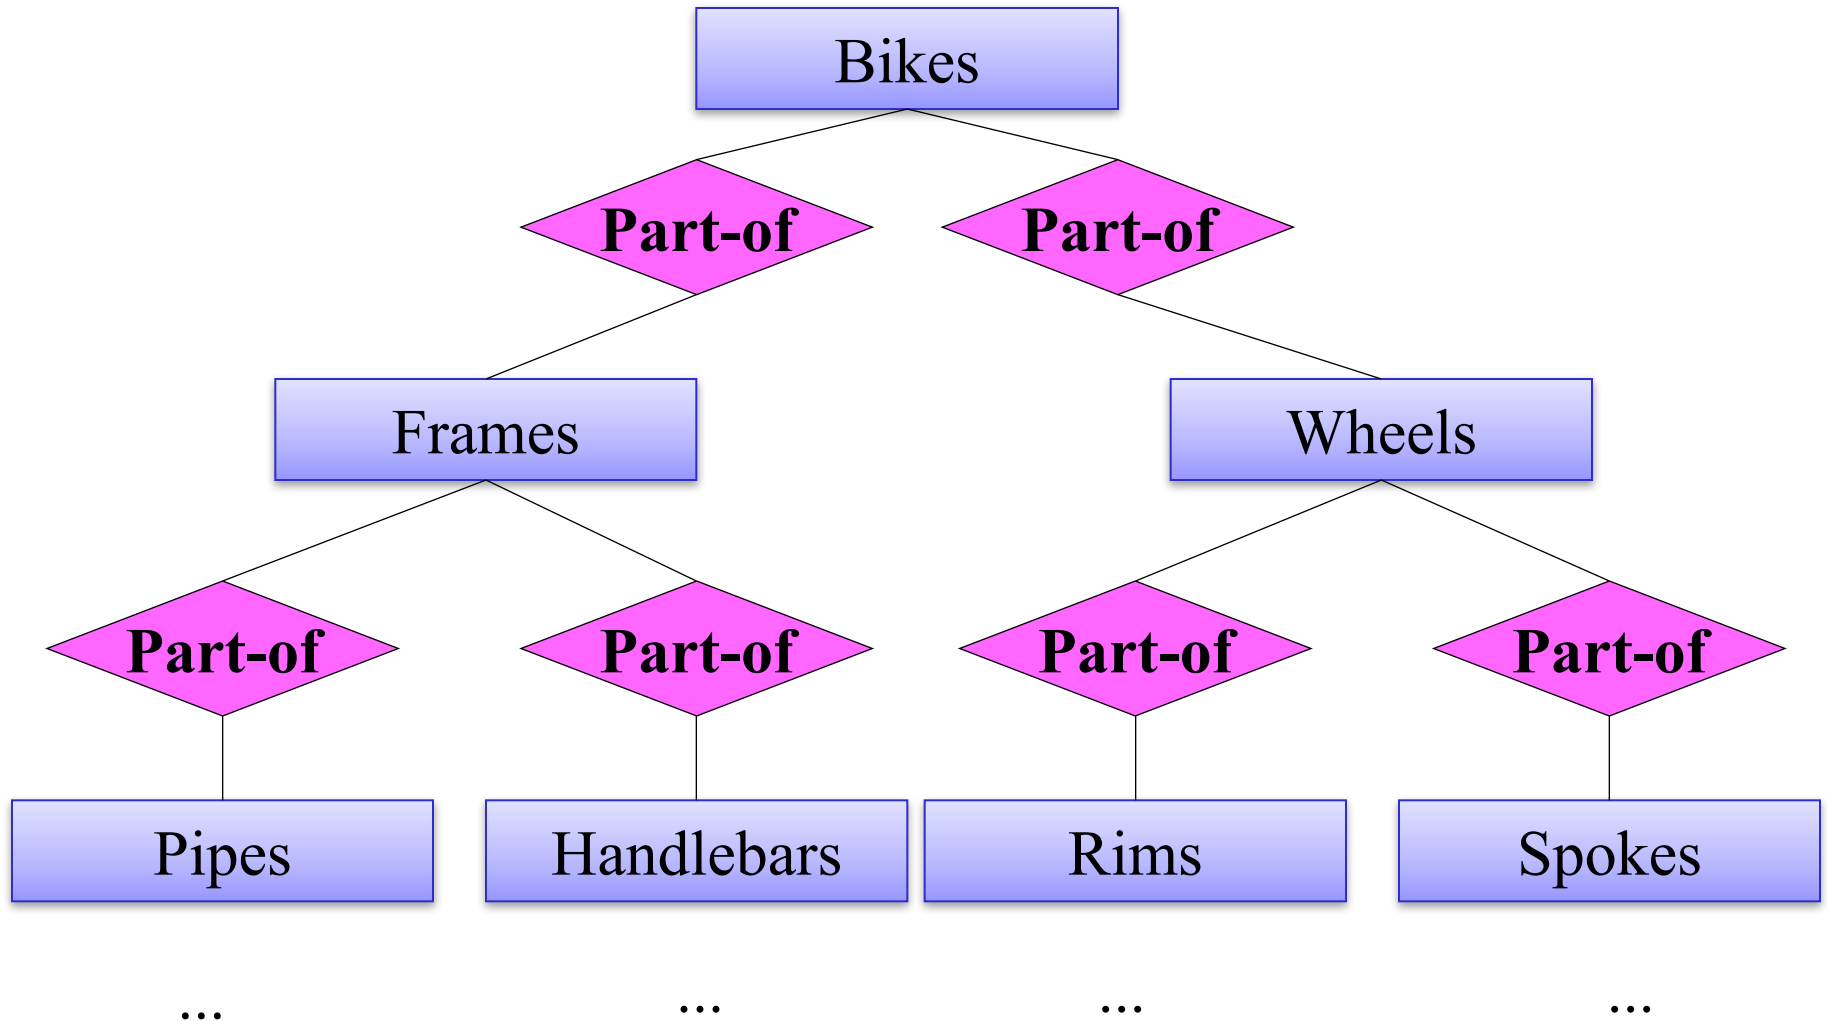 Bikes
Part-of Part-of
Frames Wheels
Part-of Part-of Part-of Part-of
Pipes Handlebars Rims Spokes
... ... ... ...